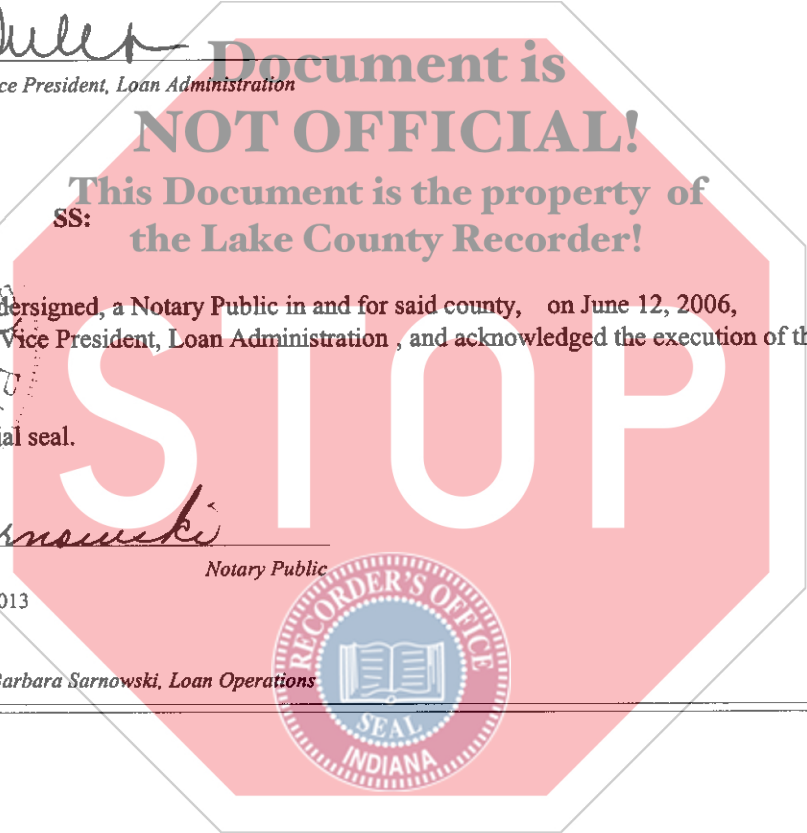 Document is
ce President, Loan Administration
NOT OFFICIAL!
This Document is the property of
SS:
the Lake County Recorder!
dersigned, a Notary Public in and for said county, on June 12, 2006,
Vice President, Loan Administration , and acknowledged the execution of th
STOP
ial seal.
rnowski
Notary Public
013
Barbara Sarnowski, Loan Operations
RECORDER'S OFFICE
SEAL
INDIANA